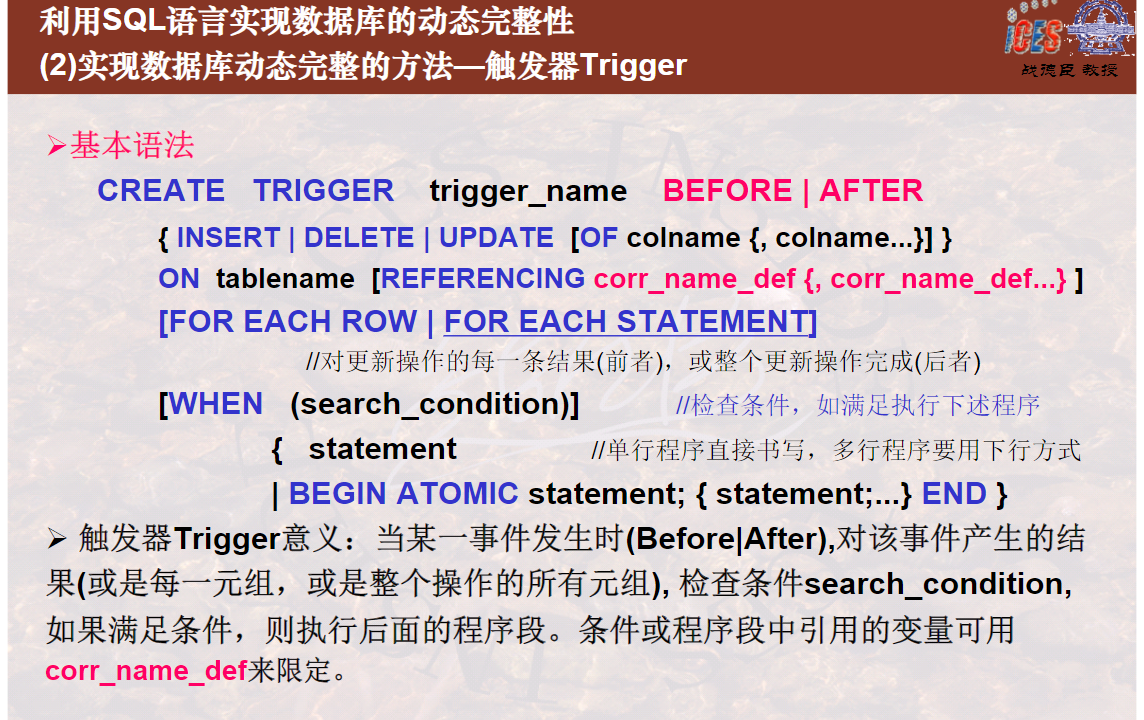 利用SQL语言实现数据库的动态完整性
(2)实现数据库动态完整的方法—触发器Trigger
iCES
战德臣 教授
➢基本语法
CREATE TRIGGER trigger_name BEFORE | AFTER
{ INSERT | DELETE | UPDATE [OF colname {, colname...}] }
ON tablename [REFERENCING corr_name_def {, corr_name_def...} ]
[FOR EACH ROW | FOR EACH STATEMENT]
//对更新操作的每一条结果(前者)，或整个更新操作完成(后者)
[WHEN (search_condition)] //检查条件，如满足执行下述程序
{ statement //单行程序直接书写，多行程序要用下行方式
| BEGIN ATOMIC statement; { statement;...} END }
➢ 触发器Trigger意义：当某一事件发生时(Before|After),对该事件产生的结
果(或是每一元组，或是整个操作的所有元组), 检查条件search_condition,
如果满足条件，则执行后面的程序段。条件或程序段中引用的变量可用
corr_name_def来限定。